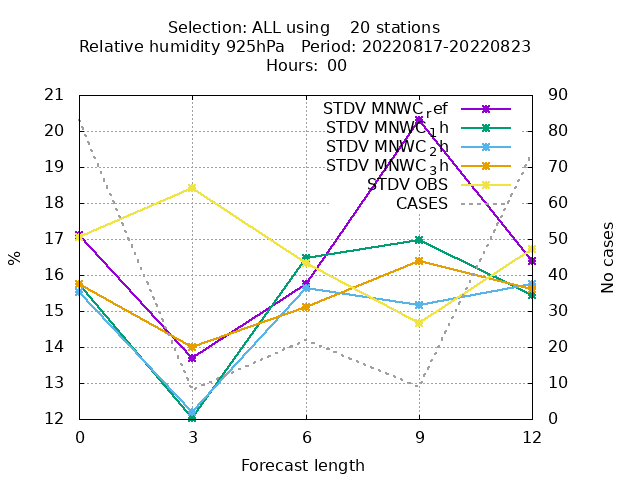 Selection: ALL using    20 stations
Relative humidity 925hPa   Period: 20220817-20220823
Hours: 00
21 90
STDV MNWC_ref
20 80
STDV MNWC_1h
STDV MNWC_2h
19 70
STDV MNWC_3h
STDV OBS
18 60
CASES
17 50
16 40
15 30
14 20
13 10
12 0
%
No cases
0 3 6 9 12
Forecast length